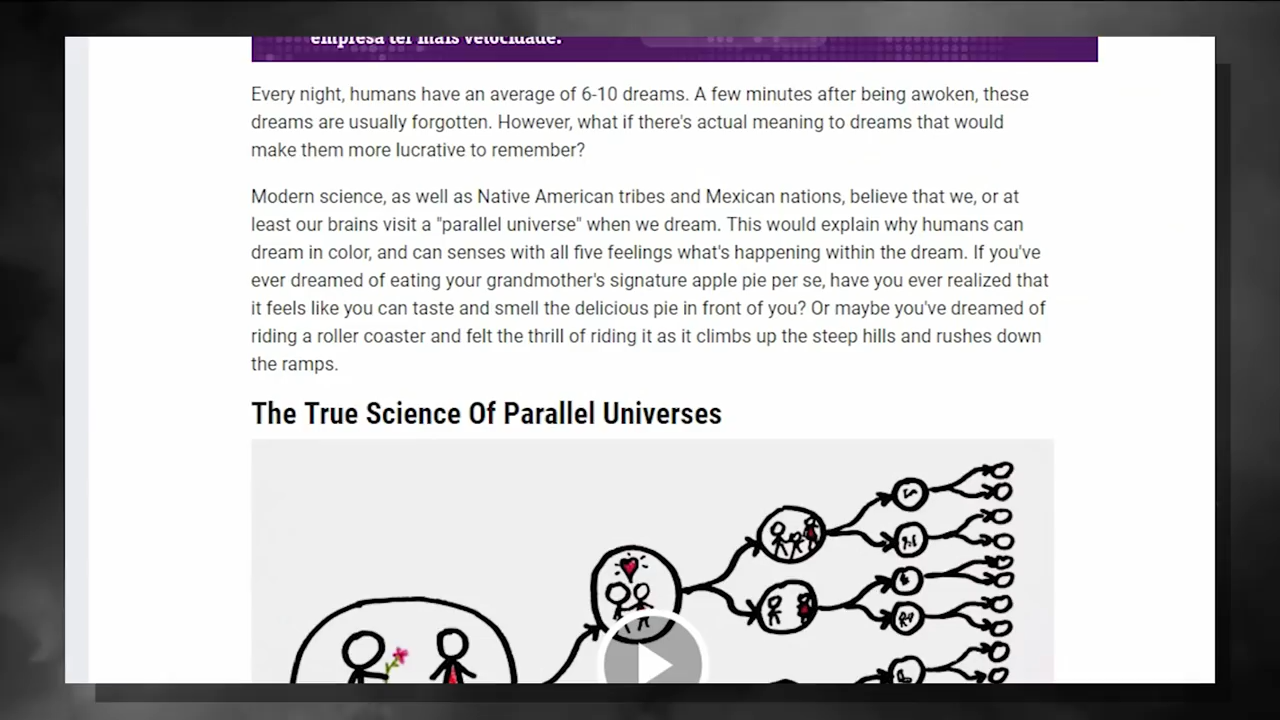 empresa ter mais velocidade.
Every night, humans have an average of 6-10 dreams. A few minutes after being awoken, these
dreams are usually forgotten. However, what if there's actual meaning to dreams that would
make them more lucrative to remember?
Modern science, as well as Native American tribes and Mexican nations, believe that we, or at
least our brains visit a "parallel universe" when we dream. This would explain why humans can
dream in color, and can senses with all five feelings what's happening within the dream. If you've
ever dreamed of eating your grandmother's signature apple pie per se, have you ever realized that
it feels like you can taste and smell the delicious pie in front of you? Or maybe you've dreamed of
riding a roller coaster and felt the thrill of riding it as it climbs up the steep hills and rushes down
the ramps.
The True Science Of Parallel Universes